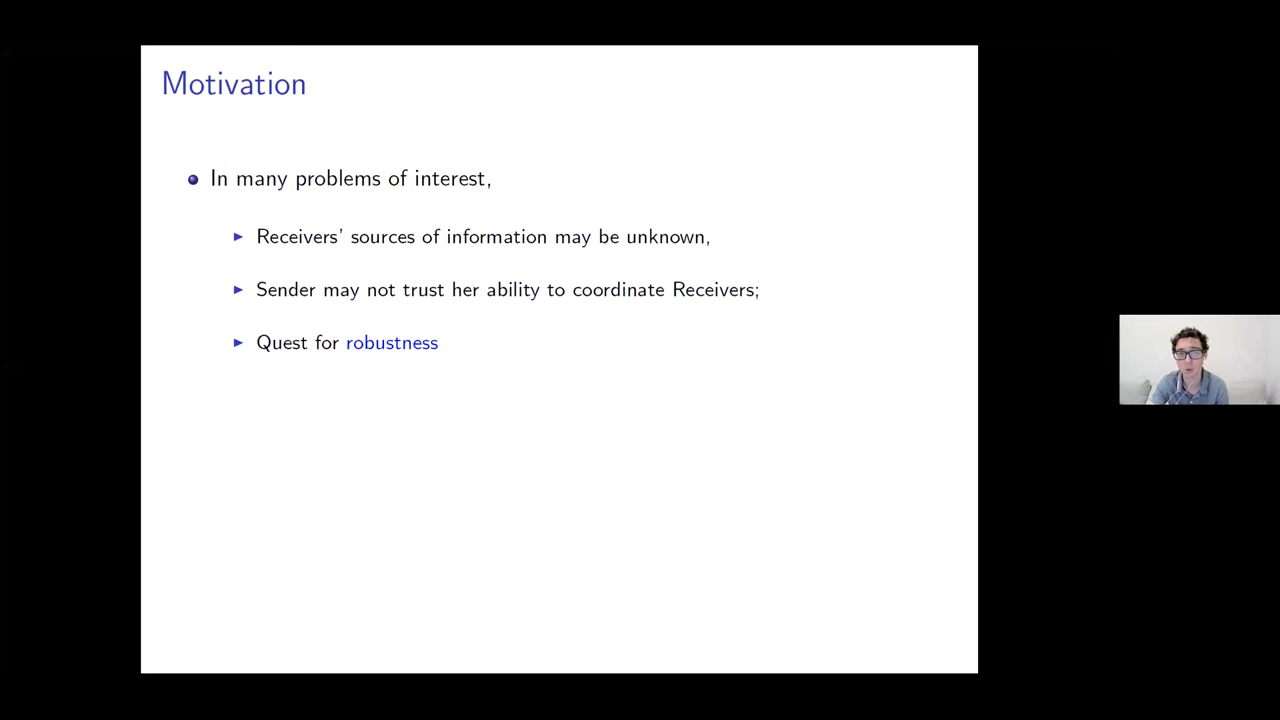 Motivation
In many problems of interest,
Receivers' sources of information may be unknown,
Sender may not trust her ability to coordinate Receivers;
Quest for robustness